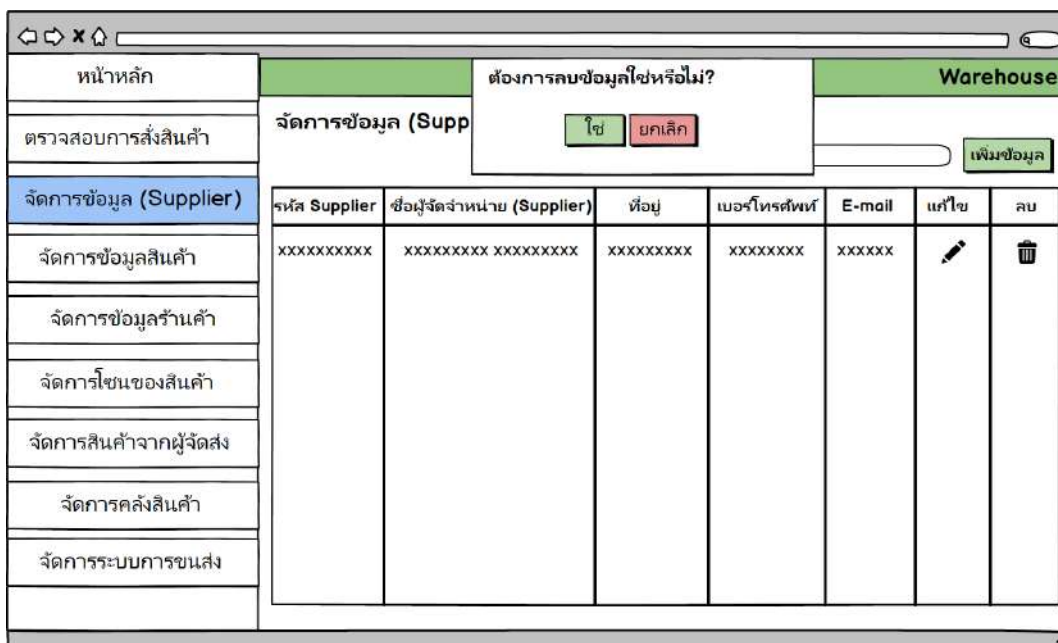 หน้าหลัก
ตรวจสอบการสั่งสินค้า
จัดการข้อมูล (Supplier)
จัดการข้อมูลสินค้า
จัดการข้อมูลร้านค้า
จัดการโซนของสินค้า
จัดการสินค้าจากผู้จัดส่ง
จัดการคลังสินค้า
จัดการระบบการขนส่ง
Warehouse
ต้องการลบข้อมูลใช่หรือไม่?
ใช่ ยกเลิก
จัดการข้อมูล (Supp
เพิ่มข้อมูล
รหัส Supplier ชื่อผู้จัดจำหน่าย (Supplier) ที่อยู่ เบอร์โทรศัพท์ E-mail แก้ไข ลบ
xxxxxxxxxx xxxxxxxxx xxxxxxxxx xxxxxxxxx xxxxxxxx xxxxxx